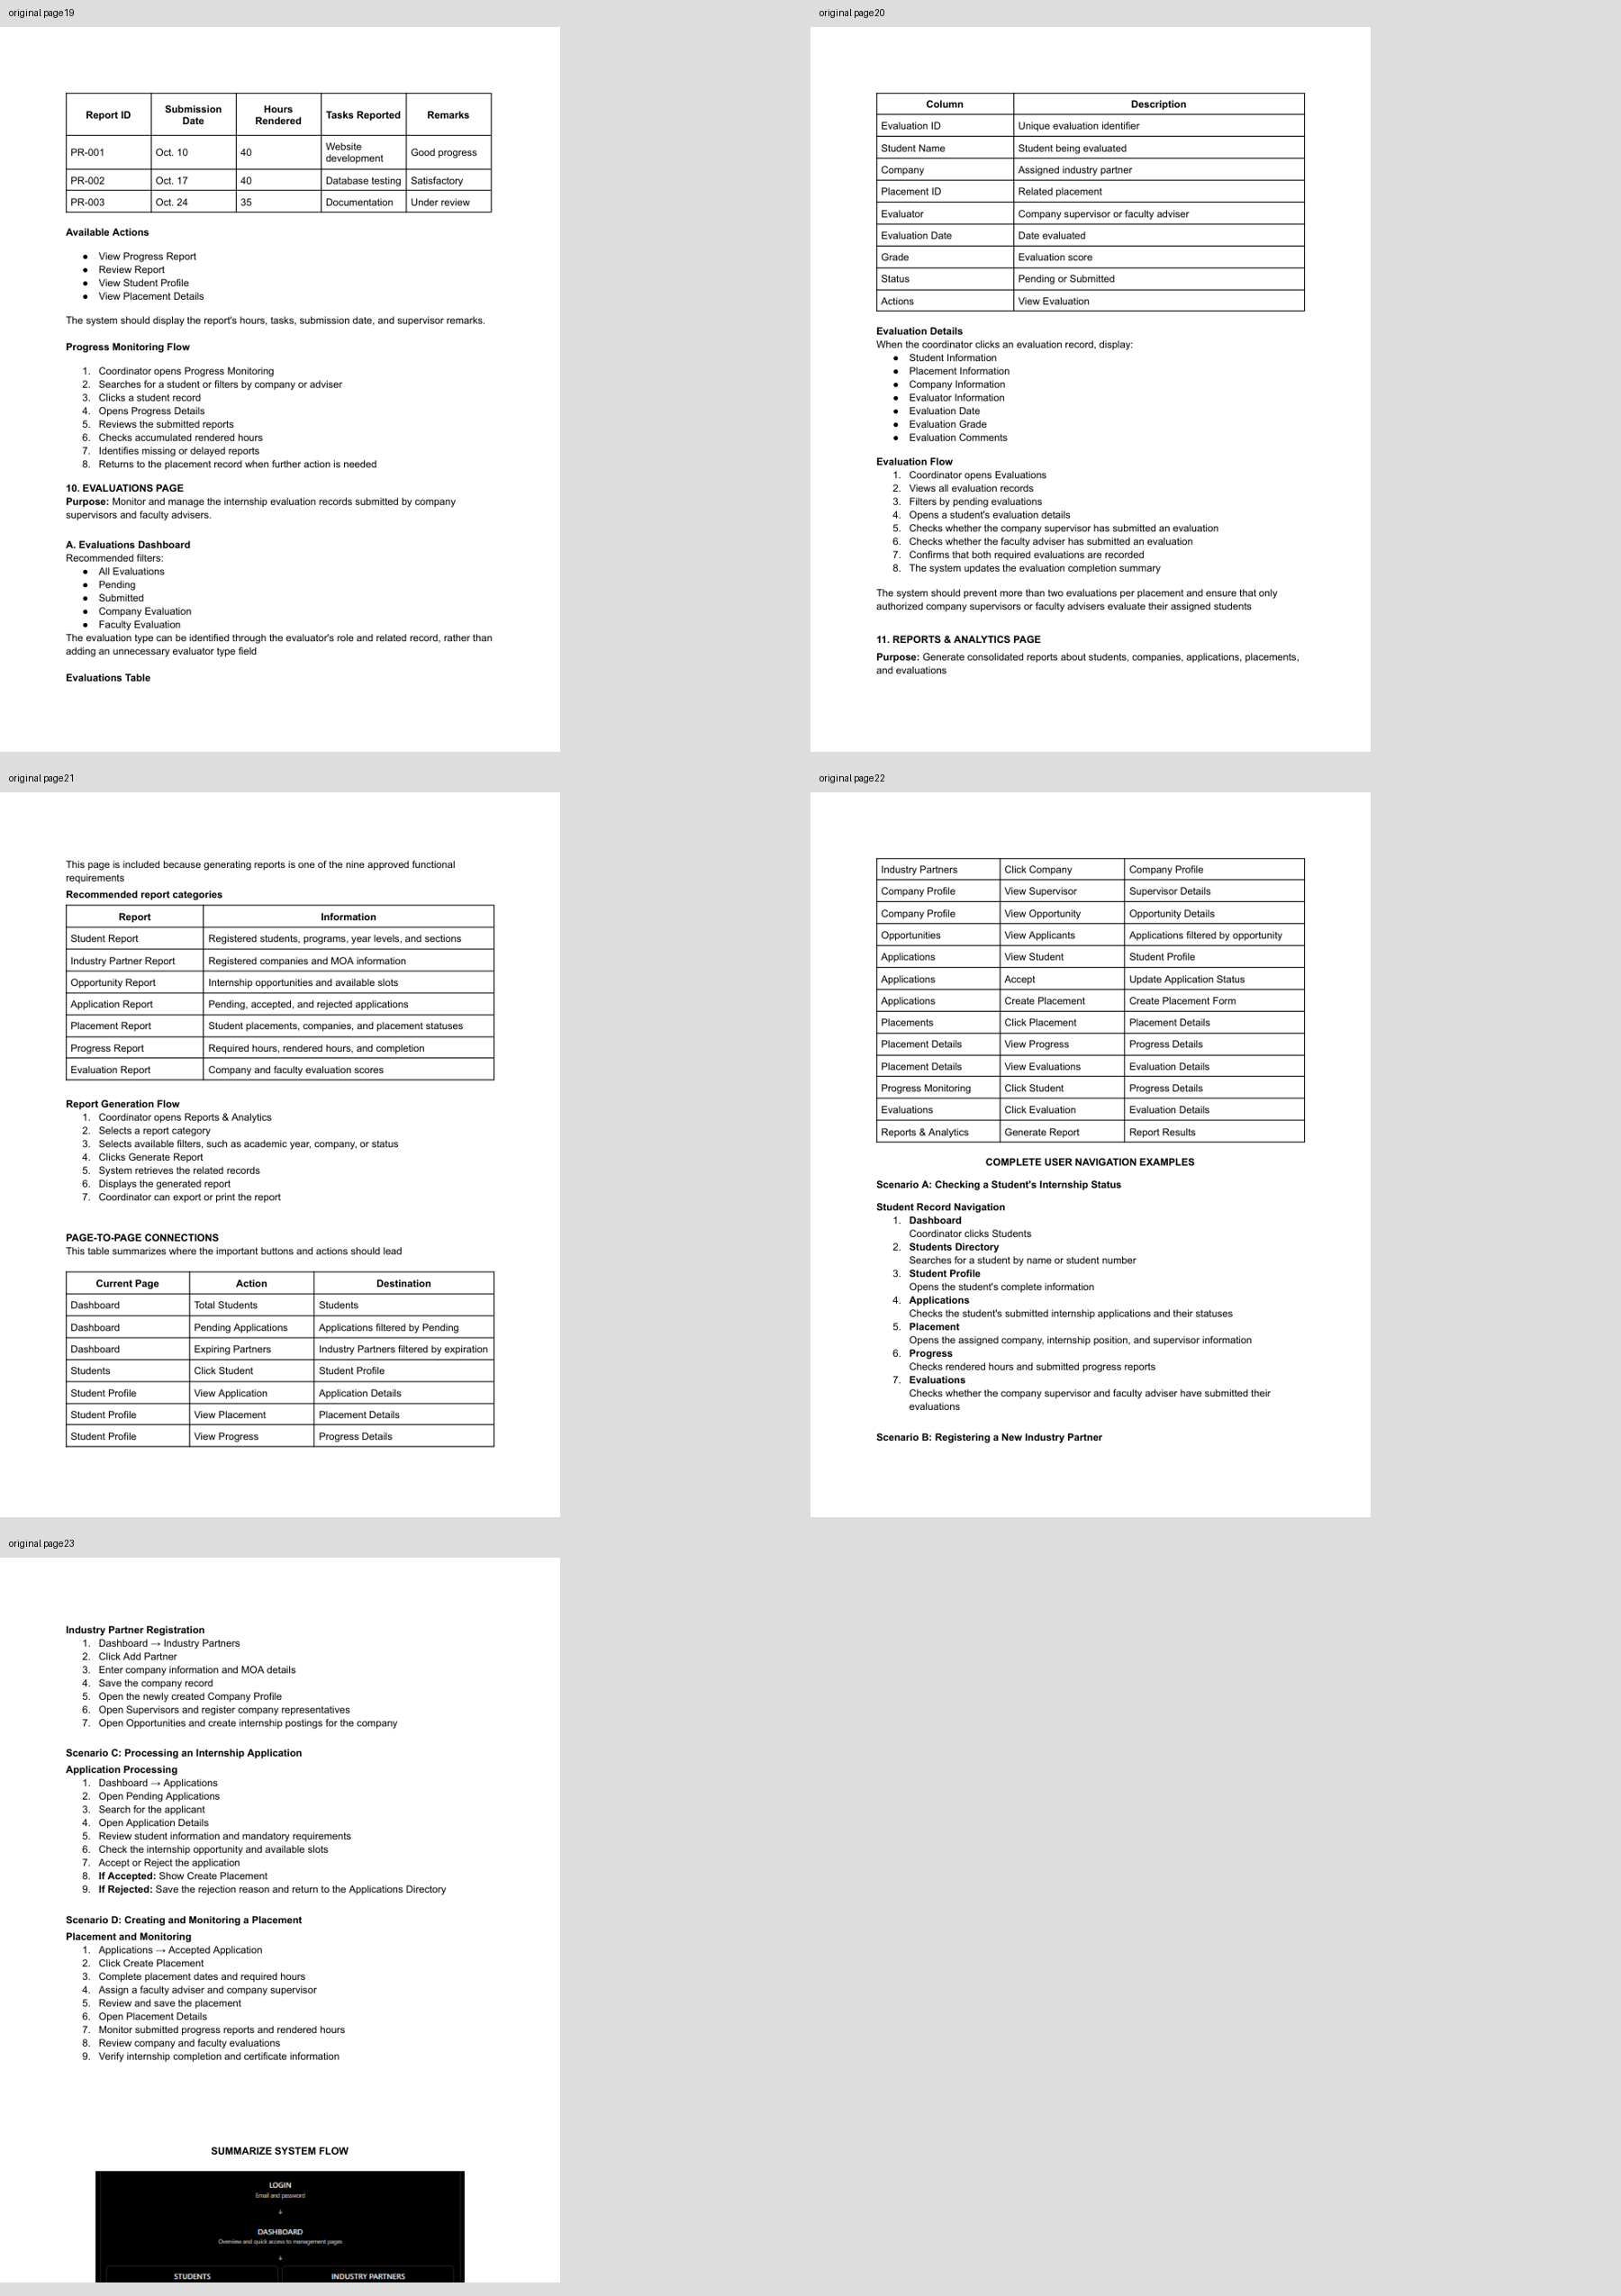 original page19
Report ID Submission Date Hours Rendered Tasks Reported Remarks
PR-001 Oct. 10 40 Website development Good progress
PR-002 Oct. 17 40 Database testing Satisfactory
PR-003 Oct. 24 35 Documentation Under review
Available Actions
● View Progress Report
● Review Report
● View Student Profile
● View Placement Details
The system should display the report's hours, tasks, submission date, and supervisor remarks.
Progress Monitoring Flow
1. Coordinator opens Progress Monitoring
2. Searches for a student or filters by company or adviser
3. Clicks a student record
4. Opens Progress Details
5. Reviews the submitted reports
6. Checks accumulated rendered hours
7. Identifies missing or delayed reports
8. Returns to the placement record when further action is needed
10. EVALUATIONS PAGE
Purpose: Monitor and manage the internship evaluation records submitted by company
supervisors and faculty advisers.
A. Evaluations Dashboard
Recommended filters:
● All Evaluations
● Pending
● Submitted
● Company Evaluation
● Faculty Evaluation
The evaluation type can be identified through the evaluator's role and related record, rather than
adding an unnecessary evaluator type field
Evaluations Table
original page20
Column Description
Evaluation ID Unique evaluation identifier
Student Name Student being evaluated
Company Assigned industry partner
Placement ID Related placement
Evaluator Company supervisor or faculty adviser
Evaluation Date Date evaluated
Grade Evaluation score
Status Pending or Submitted
Actions View Evaluation
Evaluation Details
When the coordinator clicks an evaluation record, display:
● Student Information
● Placement Information
● Company Information
● Evaluator Information
● Evaluation Date
● Evaluation Grade
● Evaluation Comments
Evaluation Flow
1. Coordinator opens Evaluations
2. Views all evaluation records
3. Filters by pending evaluations
4. Opens a student's evaluation details
5. Checks whether the company supervisor has submitted an evaluation
6. Checks whether the faculty adviser has submitted an evaluation
7. Confirms that both required evaluations are recorded
8. The system updates the evaluation completion summary
The system should prevent more than two evaluations per placement and ensure that only
authorized company supervisors or faculty advisers evaluate their assigned students
11. REPORTS & ANALYTICS PAGE
Purpose: Generate consolidated reports about students, companies, applications, placements,
and evaluations
original page21
This page is included because generating reports is one of the nine approved functional
requirements
Recommended report categories
Report Information
Student Report Registered students, programs, year levels, and sections
Industry Partner Report Registered companies and MOA information
Opportunity Report Internship opportunities and available slots
Application Report Pending, accepted, and rejected applications
Placement Report Student placements, companies, and placement statuses
Progress Report Required hours, rendered hours, and completion
Evaluation Report Company and faculty evaluation scores
Report Generation Flow
1. Coordinator opens Reports & Analytics
2. Selects a report category
3. Selects available filters, such as academic year, company, or status
4. Clicks Generate Report
5. System retrieves the related records
6. Displays the generated report
7. Coordinator can export or print the report
PAGE-TO-PAGE CONNECTIONS
This table summarizes where the important buttons and actions should lead
Current Page Action Destination
Dashboard Total Students Students
Dashboard Pending Applications Applications filtered by Pending
Dashboard Expiring Partners Industry Partners filtered by expiration
Students Click Student Student Profile
Student Profile View Application Application Details
Student Profile View Placement Placement Details
Student Profile View Progress Progress Details
original page22
Industry Partners Click Company Company Profile
Company Profile View Supervisor Supervisor Details
Company Profile View Opportunity Opportunity Details
Opportunities View Applicants Applications filtered by opportunity
Applications View Student Student Profile
Applications Accept Update Application Status
Applications Create Placement Create Placement Form
Placements Click Placement Placement Details
Placement Details View Progress Progress Details
Placement Details View Evaluations Evaluation Details
Progress Monitoring Click Student Progress Details
Evaluations Click Evaluation Evaluation Details
Reports & Analytics Generate Report Report Results
COMPLETE USER NAVIGATION EXAMPLES
Scenario A: Checking a Student's Internship Status
Student Record Navigation
1. Dashboard
Coordinator clicks Students
2. Students Directory
Searches for a student by name or student number
3. Student Profile
Opens the student's complete information
4. Applications
Checks the student's submitted internship applications and their statuses
5. Placement
Opens the assigned company, internship position, and supervisor information
6. Progress
Checks rendered hours and submitted progress reports
7. Evaluations
Checks whether the company supervisor and faculty adviser have submitted their
evaluations
Scenario B: Registering a New Industry Partner
original page23
Industry Partner Registration
1. Dashboard → Industry Partners
2. Click Add Partner
3. Enter company information and MOA details
4. Save the company record
5. Open the newly created Company Profile
6. Open Supervisors and register company representatives
7. Open Opportunities and create internship postings for the company
Scenario C: Processing an Internship Application
Application Processing
1. Dashboard → Applications
2. Open Pending Applications
3. Search for the applicant
4. Open Application Details
5. Review student information and mandatory requirements
6. Check the internship opportunity and available slots
7. Accept or Reject the application
8. If Accepted: Show Create Placement
9. If Rejected: Save the rejection reason and return to the Applications Directory
Scenario D: Creating and Monitoring a Placement
Placement and Monitoring
1. Applications → Accepted Application
2. Click Create Placement
3. Complete placement dates and required hours
4. Assign a faculty adviser and company supervisor
5. Review and save the placement
6. Open Placement Details
7. Monitor submitted progress reports and rendered hours
8. Review company and faculty evaluations
9. Verify internship completion and certificate information
SUMMARIZE SYSTEM FLOW
LOGIN
Email and password
↓
DASHBOARD
Overview and quick access to management pages
↓
STUDENTS INDUSTRY PARTNERS